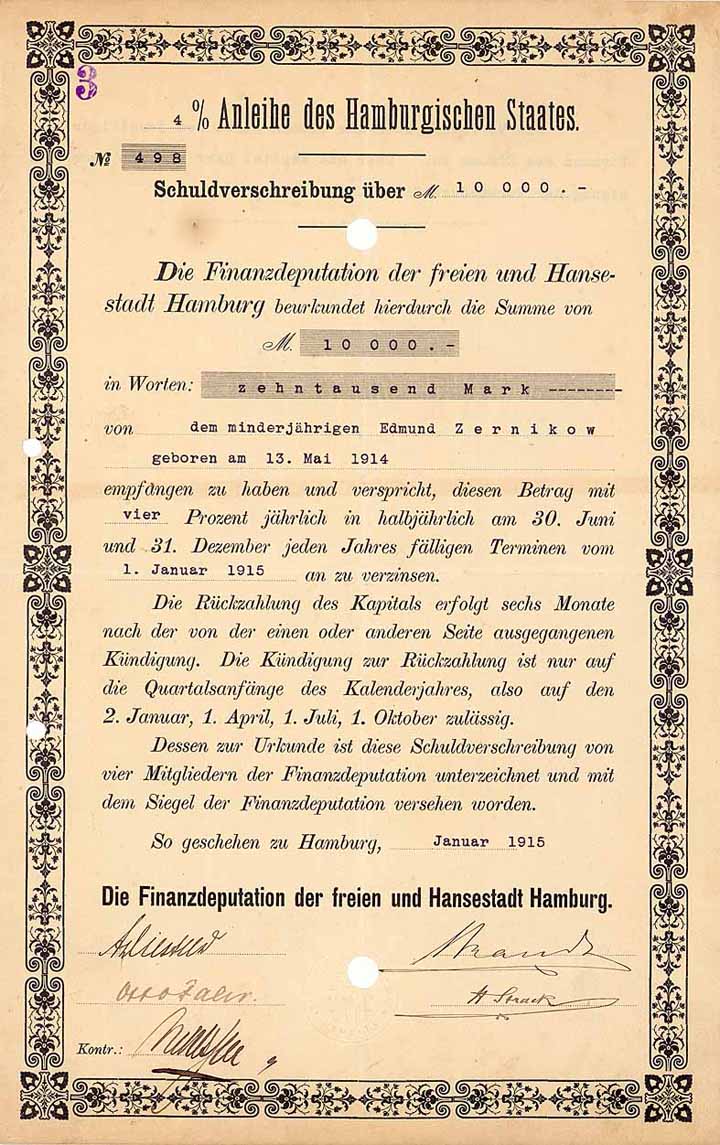 3
4 % Anleihe des Hamburgischen Staates.
№ 498
Schuldverschreibung über M. 10 000.-
Die Finanzdeputation der freien und Hanse-
stadt Hamburg beurkundet hierdurch die Summe von
M. 10 000.-
in Worten: zehntausend Mark --------
von dem minderjährigen Edmund Zernikow
geboren am 13. Mai 1914
empfangen zu haben und verspricht, diesen Betrag mit
vier Prozent jährlich in halbjährlich am 30. Juni
und 31. Dezember jeden Jahres fälligen Terminen vom
1. Januar 1915 an zu verzinsen.
Die Rückzahlung des Kapitals erfolgt sechs Monate
nach der von der einen oder anderen Seite ausgegangenen
Kündigung. Die Kündigung zur Rückzahlung ist nur auf
die Quartalsanfänge des Kalenderjahres, also auf den
2. Januar, 1. April, 1. Juli, 1. Oktober zulässig.
Dessen zur Urkunde ist diese Schuldverschreibung von
vier Mitgliedern der Finanzdeputation unterzeichnet und mit
dem Siegel der Finanzdeputation versehen worden.
So geschehen zu Hamburg, Januar 1915
Die Finanzdeputation der freien und Hansestadt Hamburg.
Kontr.: